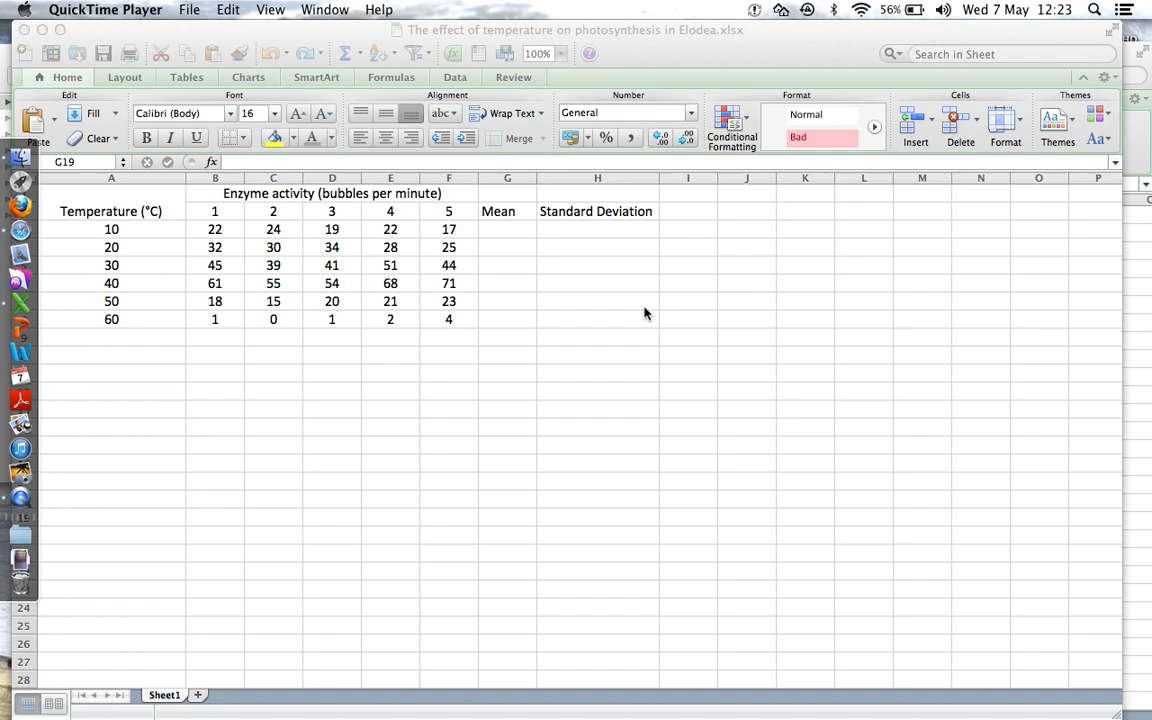 QuickTime Player File Edit View Window Help 56% Wed 7 May 12:23
The effect of temperature on photosynthesis in Elodea.xlsx
100% Search in Sheet
Home Layout Tables Charts SmartArt Formulas Data Review
Edit Font Alignment Number Format Cells Themes
Fill Calibri (Body) 16 abc Wrap Text General Normal
Paste Clear B I U A Merge % Conditional Formatting Bad Insert Delete Format Themes Aa
G19 fx
A B C D E F G H I J K L M N O P
Enzyme activity (bubbles per minute)
Temperature (°C) 1 2 3 4 5 Mean Standard Deviation
10 22 24 19 22 17
20 32 30 34 28 25
30 45 39 41 51 44
40 61 55 54 68 71
50 18 15 20 21 23
60 1 0 1 2 4
24
25
26
27
28
Sheet1